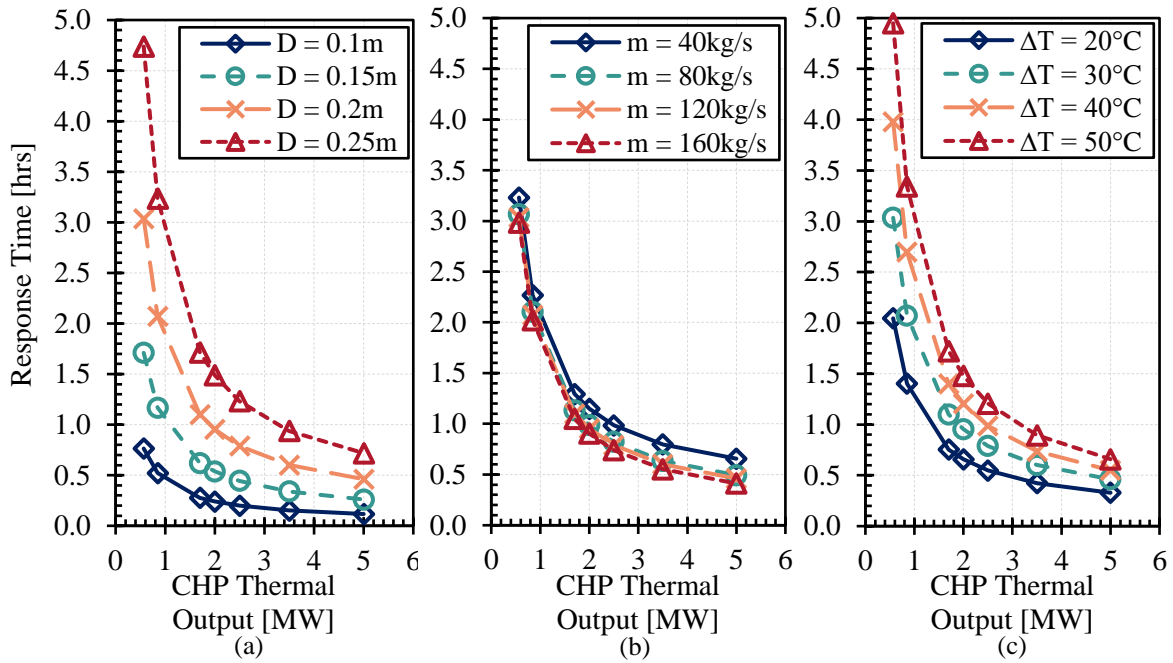 Response Time [hrs]
5.0
4.5
4.0
3.5
3.0
2.5
2.0
1.5
1.0
0.5
0.0
0 1 2 3 4 5 6
D = 0.1m
D = 0.15m
D = 0.2m
D = 0.25m
CHP Thermal
Output [MW]
(a)
5.0
4.5
4.0
3.5
3.0
2.5
2.0
1.5
1.0
0.5
0.0
0 1 2 3 4 5 6
m = 40kg/s
m = 80kg/s
m = 120kg/s
m = 160kg/s
CHP Thermal
Output [MW]
(b)
5.0
4.5
4.0
3.5
3.0
2.5
2.0
1.5
1.0
0.5
0.0
0 1 2 3 4 5 6
ΔT = 20°C
ΔT = 30°C
ΔT = 40°C
ΔT = 50°C
CHP Thermal
Output [MW]
(c)